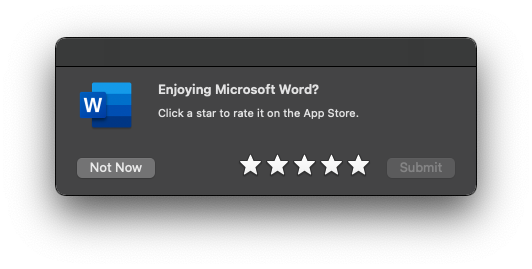 Enjoying Microsoft Word?
W
Click a star to rate it on the App Store.
Not Now
Submit